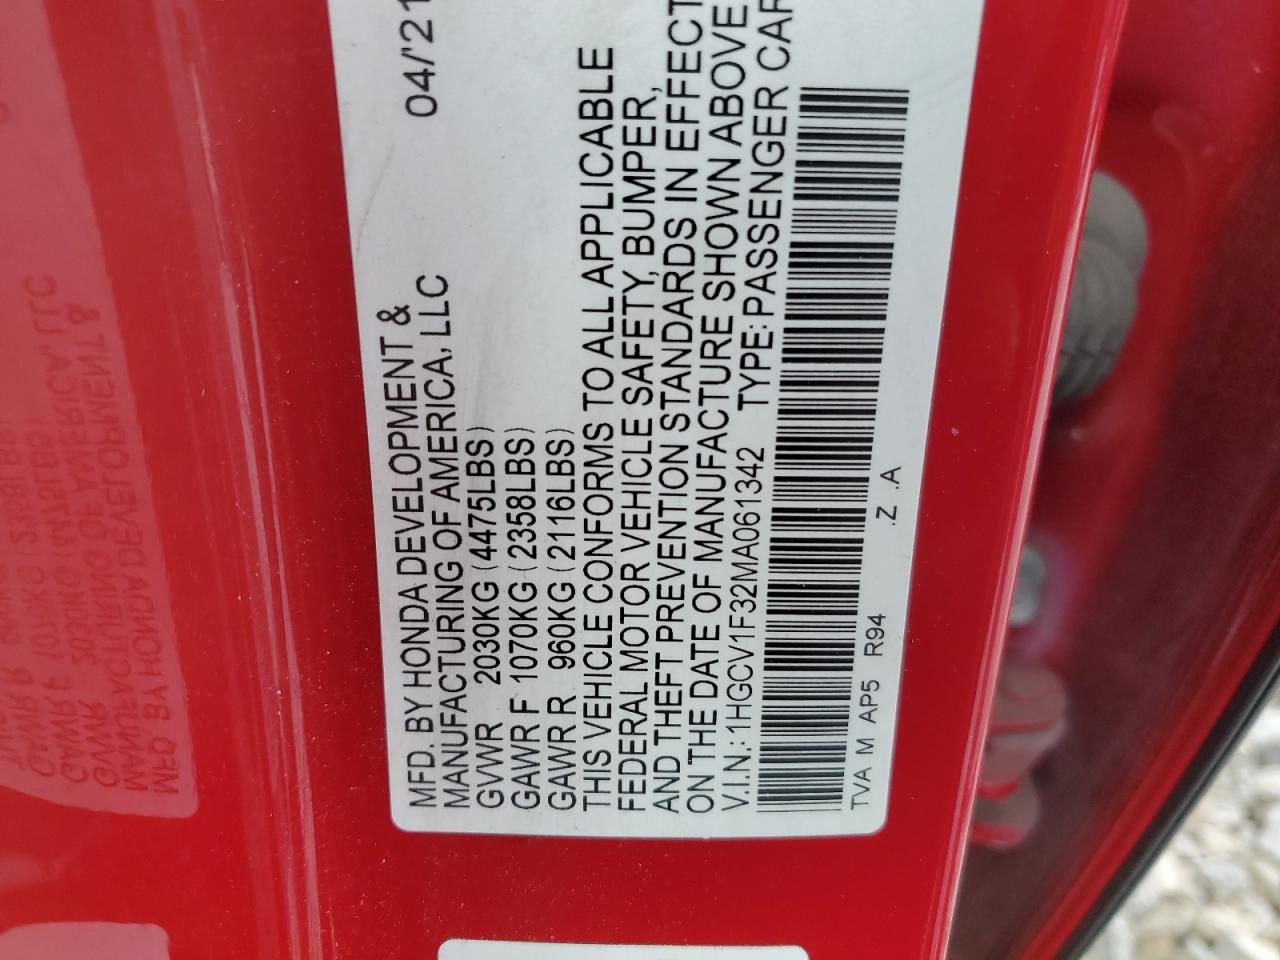 MFD. BY HONDA DEVELOPMENT & 04/'21
MANUFACTURING OF AMERICA, LLC
GVWR 2030KG (4475LBS)
GAWR F 1070KG (2358LBS)
GAWR R 960KG (2116LBS)
THIS VEHICLE CONFORMS TO ALL APPLICABLE
FEDERAL MOTOR VEHICLE SAFETY, BUMPER,
AND THEFT PREVENTION STANDARDS IN EFFECT
ON THE DATE OF MANUFACTURE SHOWN ABOVE.
V.I.N.: 1HGCV1F32MA061342 TYPE: PASSENGER CAR
TVA M AP5 R94 .Z .A